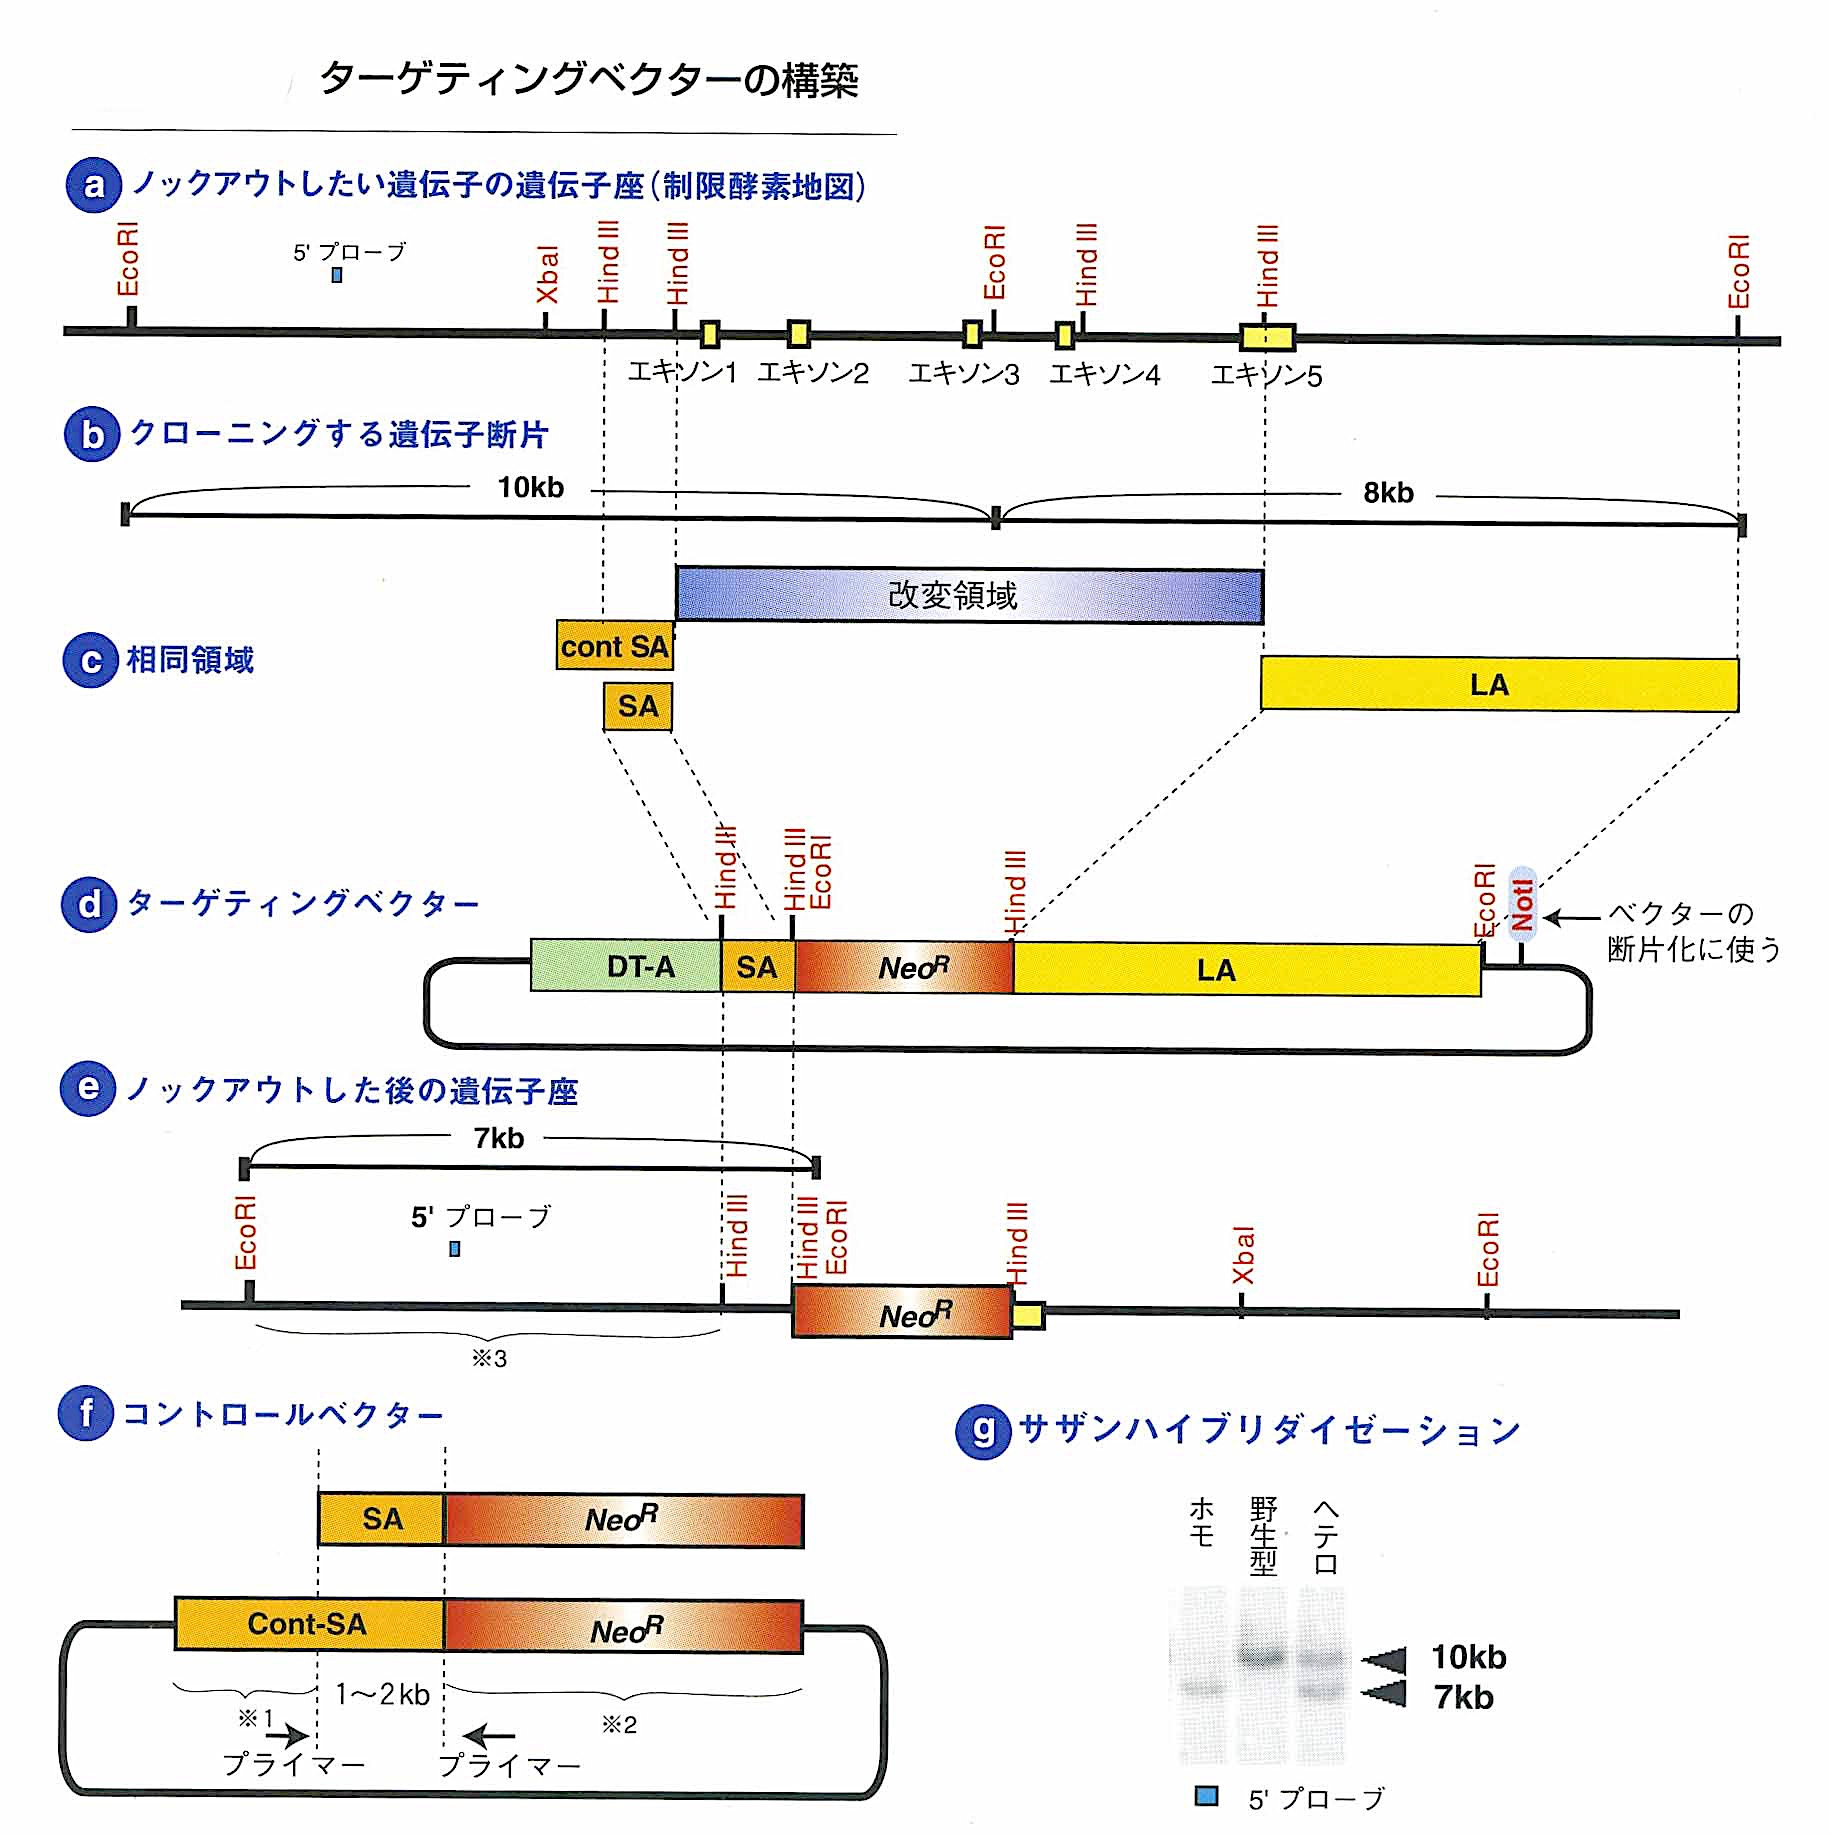 ターゲティングベクターの構築
a ノックアウトしたい遺伝子の遺伝子座(制限酵素地図)
EcoRI
5' プローブ
XbaI
Hind III
Hind III
EcoRI
Hind III
Hind III
EcoRI
エキソン1
エキソン2
エキソン3
エキソン4
エキソン5
b クローニングする遺伝子断片
10kb
8kb
改変領域
c 相同領域
cont SA
SA
LA
d ターゲティングベクター
Hind III
Hind III
EcoRI
Hind III
EcoRI
NotI
ベクターの
断片化に使う
DT-A
SA
NeoR
LA
e ノックアウトした後の遺伝子座
7kb
EcoRI
5' プローブ
Hind III
Hind III
EcoRI
Hind III
XbaI
EcoRI
NeoR
※3
f コントロールベクター
SA
NeoR
Cont-SA
NeoR
※1
1〜2kb
※2
プライマー
プライマー
g サザンハイブリダイゼーション
ホモ
野生型
ヘテロ
10kb
7kb
5' プローブ